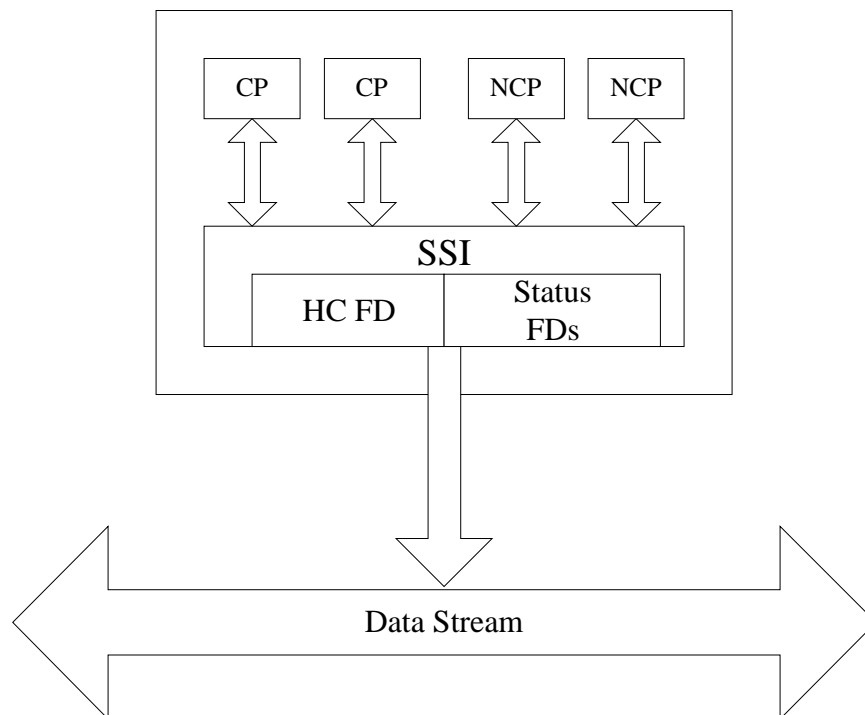 CP CP NCP NCP
SSI
HC FD
Status
FDs
Data Stream